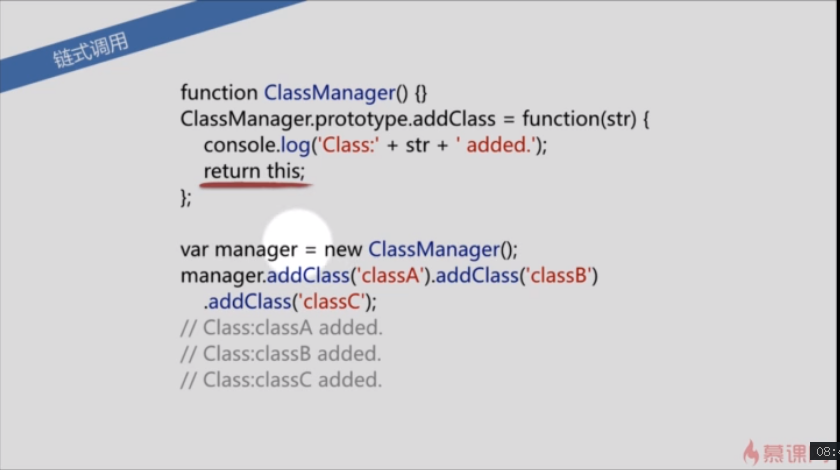 链式调用
function ClassManager() {}
ClassManager.prototype.addClass = function(str) {
console.log('Class:' + str + ' added.');
return this;
};
var manager = new ClassManager();
manager.addClass('classA').addClass('classB')
.addClass('classC');
// Class:classA added.
// Class:classB added.
// Class:classC added.
慕课
08: